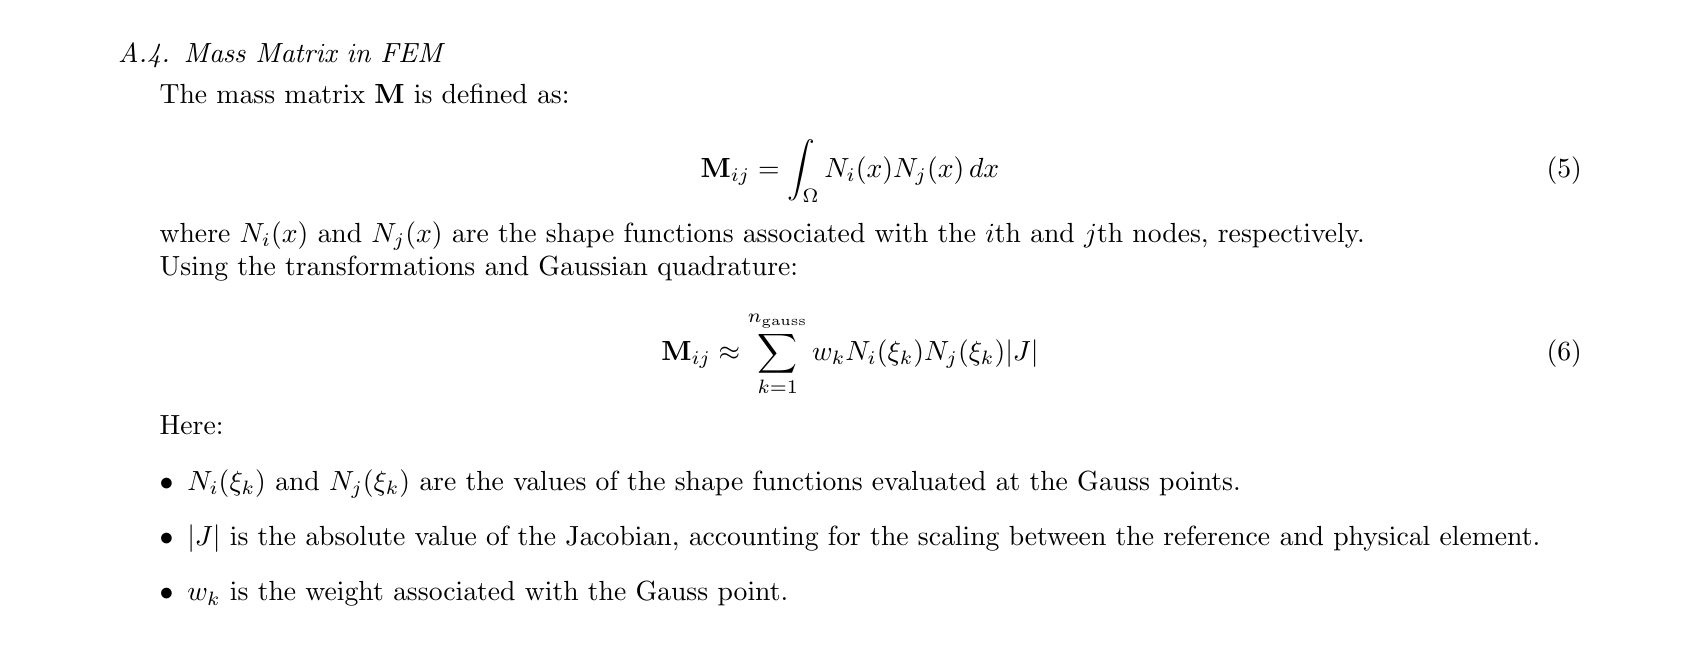 A.4. Mass Matrix in FEM
The mass matrix $\mathbf{M}$ is defined as:
$$\mathbf{M}_{ij} = \int_{\Omega} N_i(x) N_j(x)\, dx$$ (5)
where $N_i(x)$ and $N_j(x)$ are the shape functions associated with the $i$th and $j$th nodes, respectively.
Using the transformations and Gaussian quadrature:
$$\mathbf{M}_{ij} \approx \sum_{k=1}^{n_{\text{gauss}}} w_k N_i(\xi_k) N_j(\xi_k) |J|$$ (6)
Here:
• $N_i(\xi_k)$ and $N_j(\xi_k)$ are the values of the shape functions evaluated at the Gauss points.
• $|J|$ is the absolute value of the Jacobian, accounting for the scaling between the reference and physical element.
• $w_k$ is the weight associated with the Gauss point.